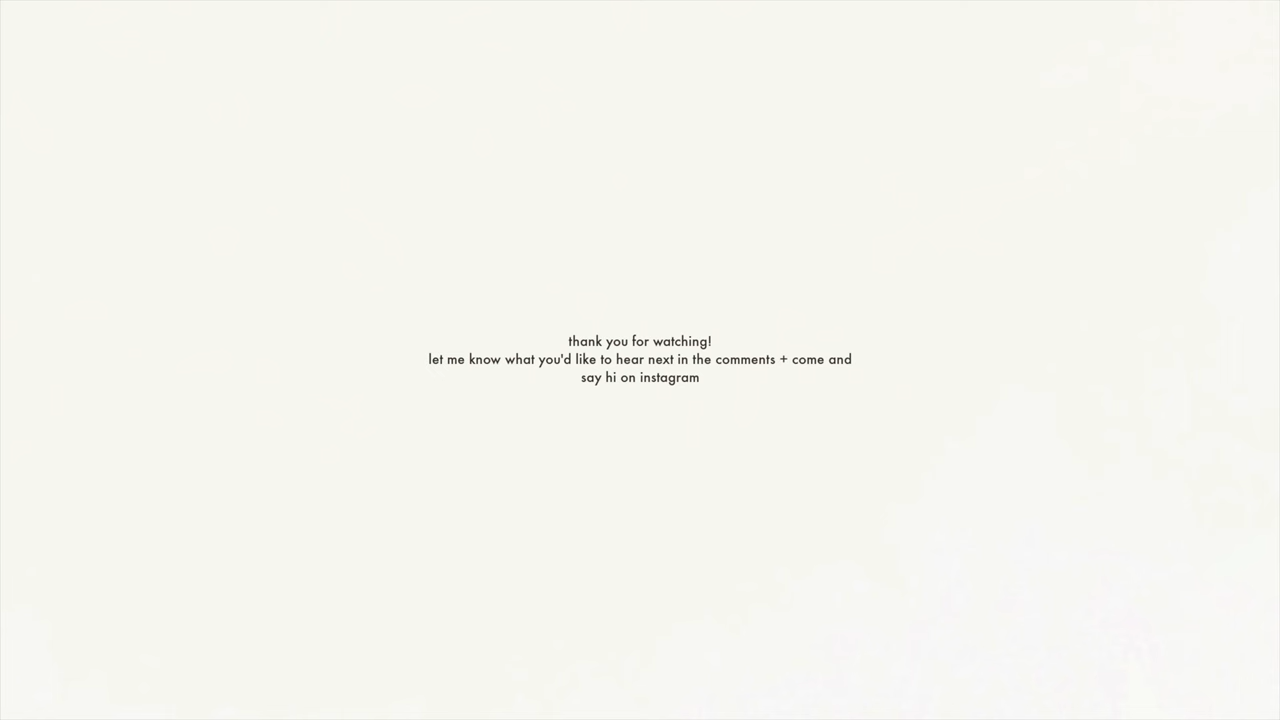 thank you for watching!
let me know what you'd like to hear next in the comments + come and
say hi on instagram